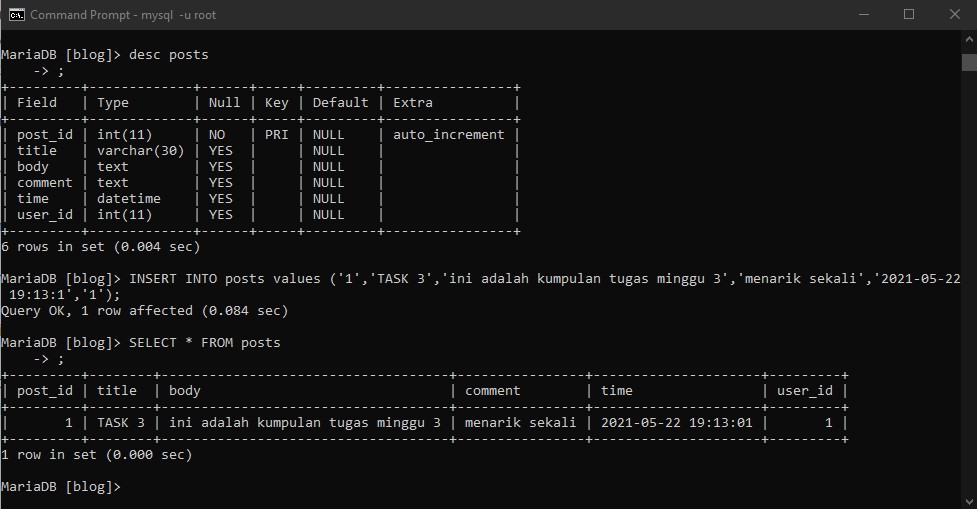 Command Prompt - mysql  -u root
MariaDB [blog]> desc posts
    -> ;
+---------+-------------+------+-----+---------+----------------+
| Field   | Type        | Null | Key | Default | Extra          |
+---------+-------------+------+-----+---------+----------------+
| post_id | int(11)     | NO   | PRI | NULL    | auto_increment |
| title   | varchar(30) | YES  |     | NULL    |                |
| body    | text        | YES  |     | NULL    |                |
| comment | text        | YES  |     | NULL    |                |
| time    | datetime    | YES  |     | NULL    |                |
| user_id | int(11)     | YES  |     | NULL    |                |
+---------+-------------+------+-----+---------+----------------+
6 rows in set (0.004 sec)
MariaDB [blog]> INSERT INTO posts values ('1','TASK 3','ini adalah kumpulan tugas minggu 3','menarik sekali','2021-05-22
 19:13:1','1');
Query OK, 1 row affected (0.084 sec)
MariaDB [blog]> SELECT * FROM posts
    -> ;
+---------+--------+------------------------------------+----------------+---------------------+---------+
| post_id | title  | body                               | comment        | time                | user_id |
+---------+--------+------------------------------------+----------------+---------------------+---------+
|       1 | TASK 3 | ini adalah kumpulan tugas minggu 3 | menarik sekali | 2021-05-22 19:13:01 |       1 |
+---------+--------+------------------------------------+----------------+---------------------+---------+
1 row in set (0.000 sec)
MariaDB [blog]>